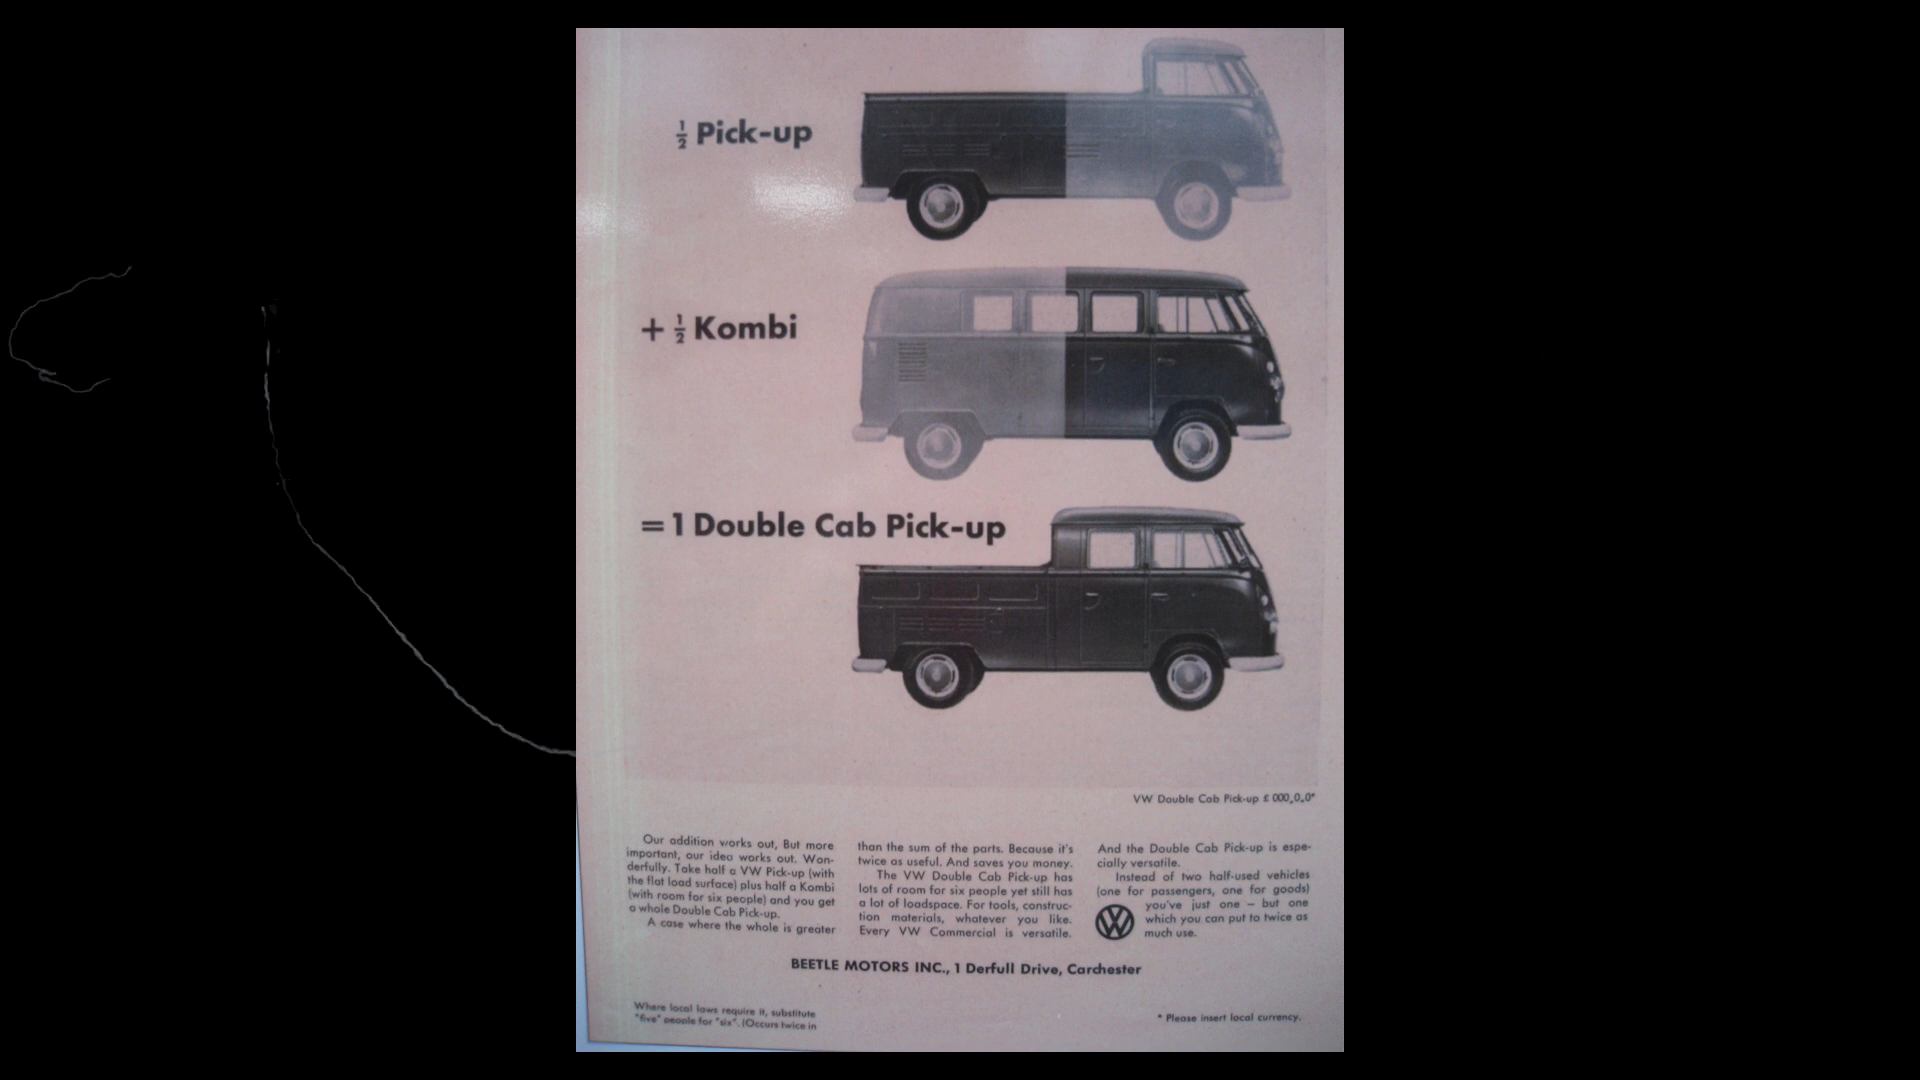 ½ Pick-up
+ ½ Kombi
= 1 Double Cab Pick-up
VW Double Cab Pick-up £ 000,0,0*
Our addition works out, But more
important, our idea works out. Won-
derfully. Take half a VW Pick-up (with
the flat load surface) plus half a Kombi
(with room for six people) and you get
a whole Double Cab Pick-up.
A case where the whole is greater
than the sum of the parts. Because it's
twice as useful. And saves you money.
The VW Double Cab Pick-up has
lots of room for six people yet still has
a lot of loadspace. For tools, construc-
tion materials, whatever you like.
Every VW Commercial is versatile.
And the Double Cab Pick-up is espe-
cially versatile.
Instead of two half-used vehicles
(one for passengers, one for goods)
you've just one – but one
which you can put to twice as
much use.
VW
BEETLE MOTORS INC., 1 Derfull Drive, Carchester
Where local laws require it, substitute
"five" people for "six". (Occurs twice in
* Please insert local currency.